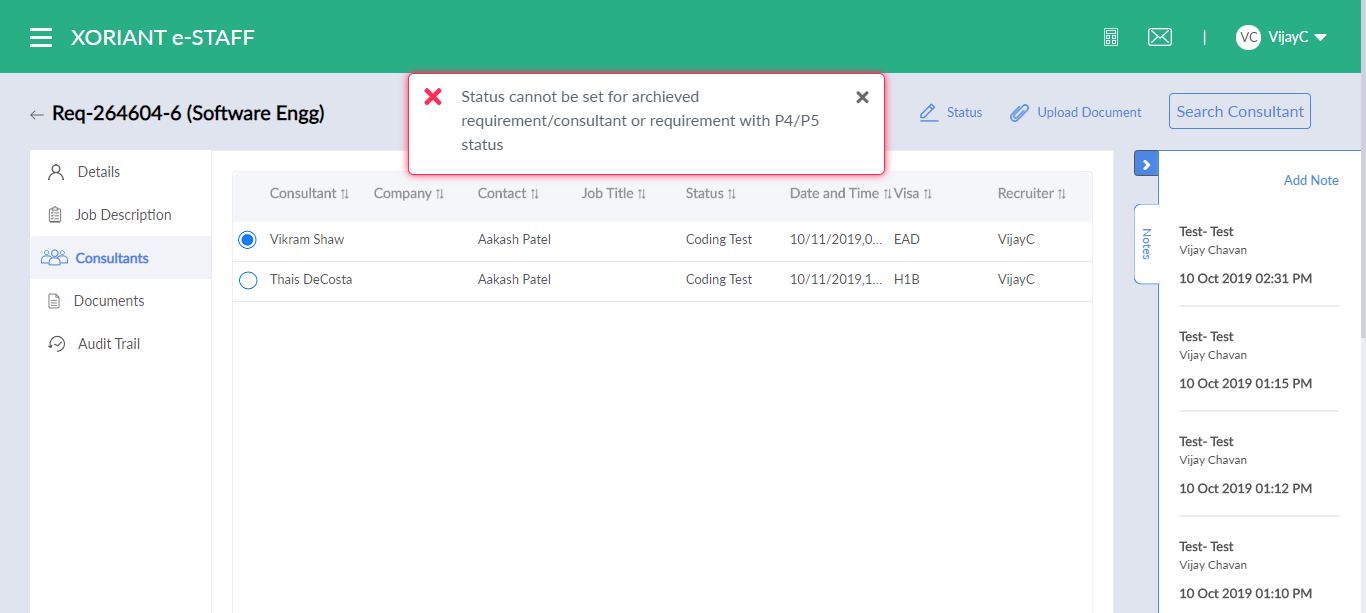 XORIANT e-STAFF
VC VijayC
Status cannot be set for archieved
requirement/consultant or requirement with P4/P5
status
Req-264604-6 (Software Engg)
Status
Upload Document
Search Consultant
Details
Job Description
Consultants
Documents
Audit Trail
Consultant Company Contact Job Title Status Date and Time Visa Recruiter
Vikram Shaw Aakash Patel Coding Test 10/11/2019,0... EAD VijayC
Thais DeCosta Aakash Patel Coding Test 10/11/2019,1... H1B VijayC
Notes
Add Note
Test- Test
Vijay Chavan
10 Oct 2019 02:31 PM
Test- Test
Vijay Chavan
10 Oct 2019 01:15 PM
Test- Test
Vijay Chavan
10 Oct 2019 01:12 PM
Test- Test
Vijay Chavan
10 Oct 2019 01:10 PM